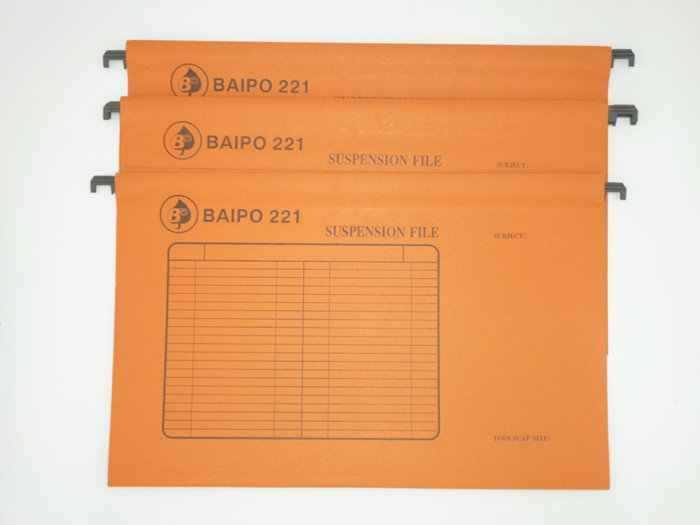 BAIPO 221
BAIPO 221
SUSPENSION FILE
SUBJECT:
BAIPO 221
SUSPENSION FILE
SUBJECT:
FOOLSCAP SIZE: